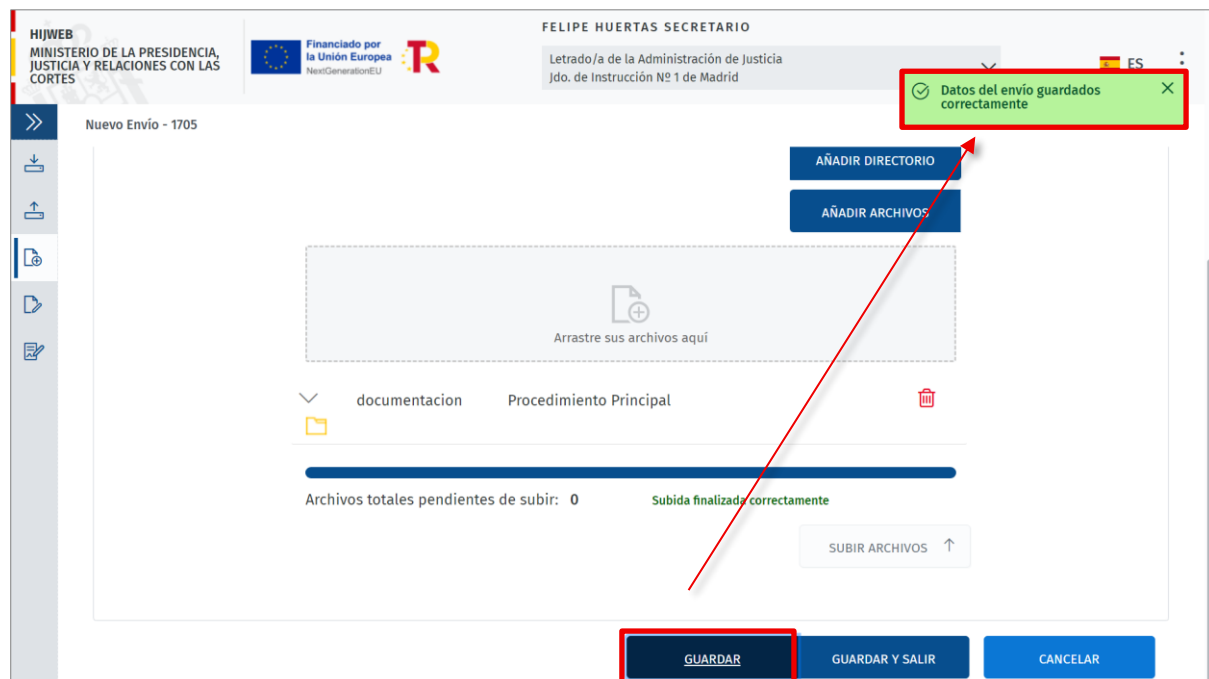 HIJWEB
MINISTERIO DE LA PRESIDENCIA,
JUSTICIA Y RELACIONES CON LAS
CORTES
Financiado por
la Unión Europea
NextGenerationEU
FELIPE HUERTAS SECRETARIO
Letrado/a de la Administración de Justicia
Jdo. de Instrucción Nº 1 de Madrid
ES
Datos del envío guardados
correctamente
Nuevo Envío - 1705
AÑADIR DIRECTORIO
AÑADIR ARCHIVOS
Arrastre sus archivos aquí
documentacion Procedimiento Principal
Archivos totales pendientes de subir: 0 Subida finalizada correctamente
SUBIR ARCHIVOS
GUARDAR GUARDAR Y SALIR CANCELAR